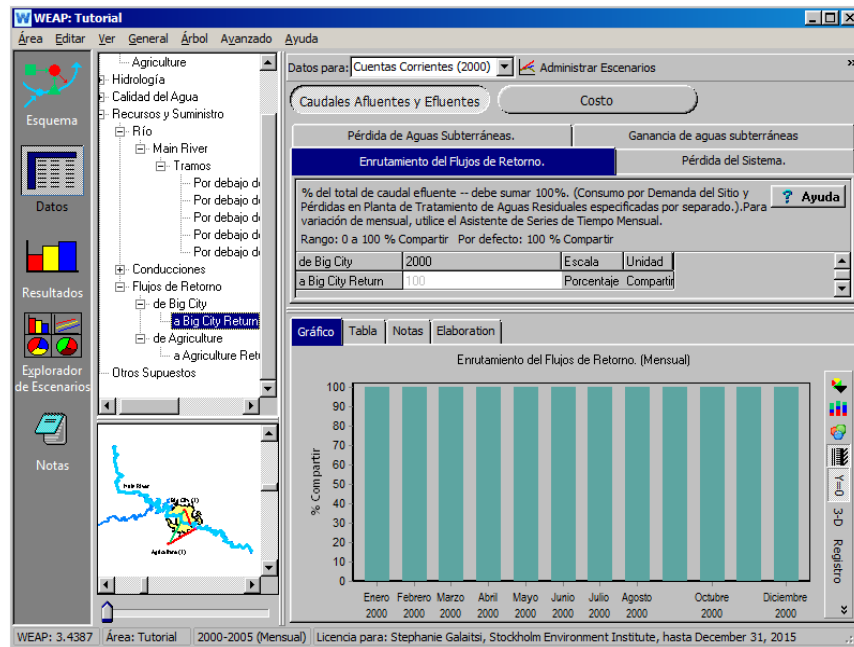 WEAP: Tutorial
Área Editar Ver General Árbol Avanzado Ayuda
Esquema
Datos
Resultados
Explorador
de Escenarios
Notas
Agriculture
Hidrología
Calidad del Agua
Recursos y Suministro
Río
Main River
Tramos
Por debajo d
Por debajo d
Por debajo d
Por debajo d
Por debajo d
Conducciones
Flujos de Retorno
de Big City
a Big City Return
de Agriculture
a Agriculture Ret
Otros Supuestos
Main River
Big City (1)
Agriculture (1)
Datos para: Cuentas Corrientes (2000) Administrar Escenarios »
Caudales Afluentes y Efluentes Costo
Pérdida de Aguas Subterráneas. Ganancia de aguas subterráneas
Enrutamiento del Flujos de Retorno. Pérdida del Sistema.
% del total de caudal efluente -- debe sumar 100%. (Consumo por Demanda del Sitio y
Pérdidas en Planta de Tratamiento de Aguas Residuales especificadas por separado.).Para
variación de mensual, utilice el Asistente de Series de Tiempo Mensual.
? Ayuda
Rango: 0 a 100 % Compartir Por defecto: 100 % Compartir
de Big City 2000 Escala Unidad
a Big City Return 100 Porcentaje Compartir
Gráfico Tabla Notas Elaboration
Enrutamiento del Flujos de Retorno. (Mensual)
% Compartir
100
90
80
70
60
50
40
30
20
10
0
Enero Febrero Marzo Abril Mayo Junio Julio Agosto Octubre Diciembre
2000 2000 2000 2000 2000 2000 2000 2000 2000 2000
Y=0
3-D
Registro
WEAP: 3.4387 Área: Tutorial 2000-2005 (Mensual) Licencia para: Stephanie Galaitsi, Stockholm Environment Institute, hasta December 31, 2015